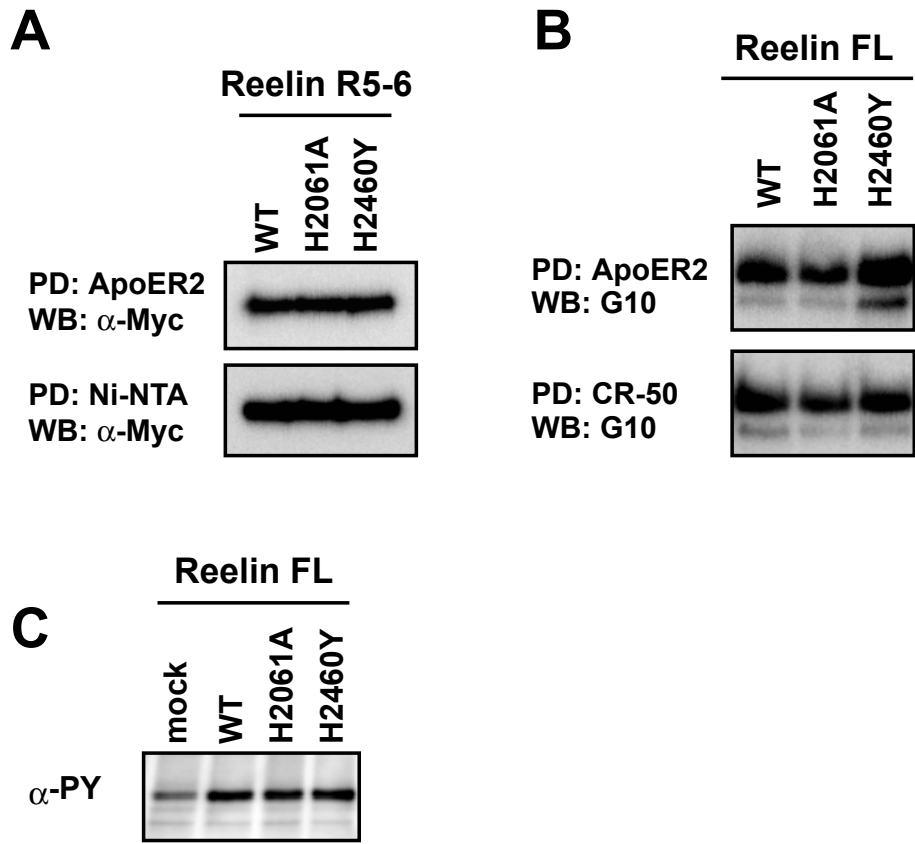 A
Reelin R5-6
WT
H2061A
H2460Y
PD: ApoER2
WB: α-Myc
PD: Ni-NTA
WB: α-Myc
B
Reelin FL
WT
H2061A
H2460Y
PD: ApoER2
WB: G10
PD: CR-50
WB: G10
C
Reelin FL
mock
WT
H2061A
H2460Y
α-PY